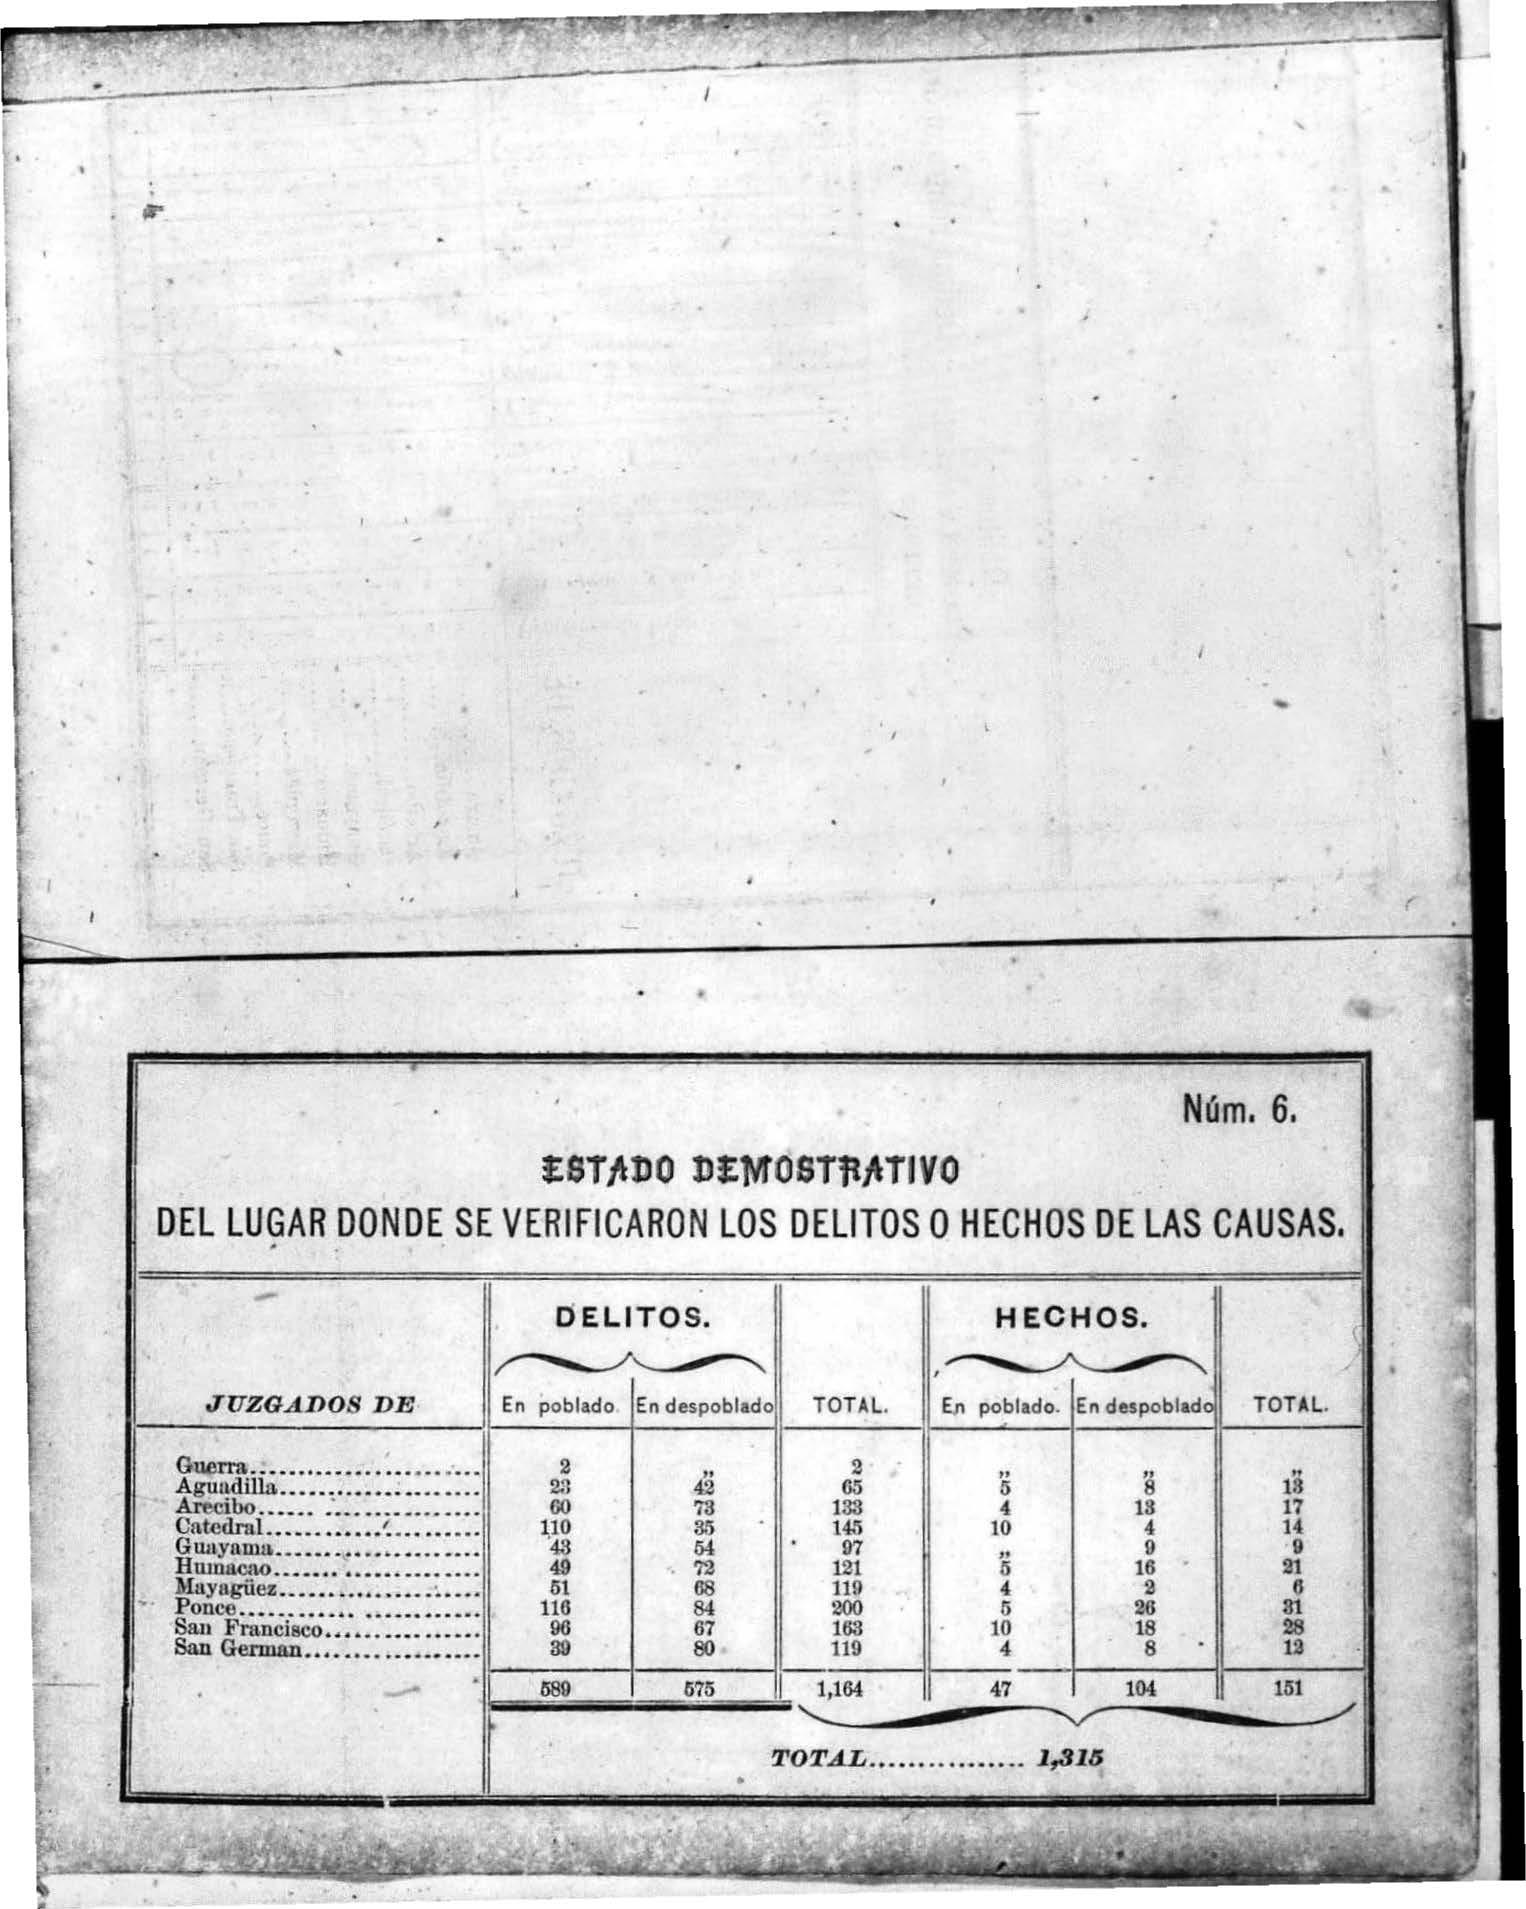 Núm. 6.
ESTADO DEMOSTRATIVO
DEL LUGAR DONDE SE VERIFICARON LOS DELITOS O HECHOS DE LAS CAUSAS.
DELITOS. HECHOS.
JUZGADOS DE En poblado. En despoblado TOTAL. En poblado. En despoblado TOTAL.
Guerra 2 „ 2 „ „ „
Aguadilla 23 42 65 5 8 13
Arecibo 60 73 133 4 13 17
Catedral 110 35 145 10 4 14
Guayama 43 54 97 „ 9 9
Humacao 49 72 121 5 16 21
Mayagüez 51 68 119 4 2 6
Ponce 116 84 200 5 26 31
San Francisco 96 67 163 10 18 28
San German 39 80 119 4 8 12
589 575 1,164 47 104 151
TOTAL................ 1,315